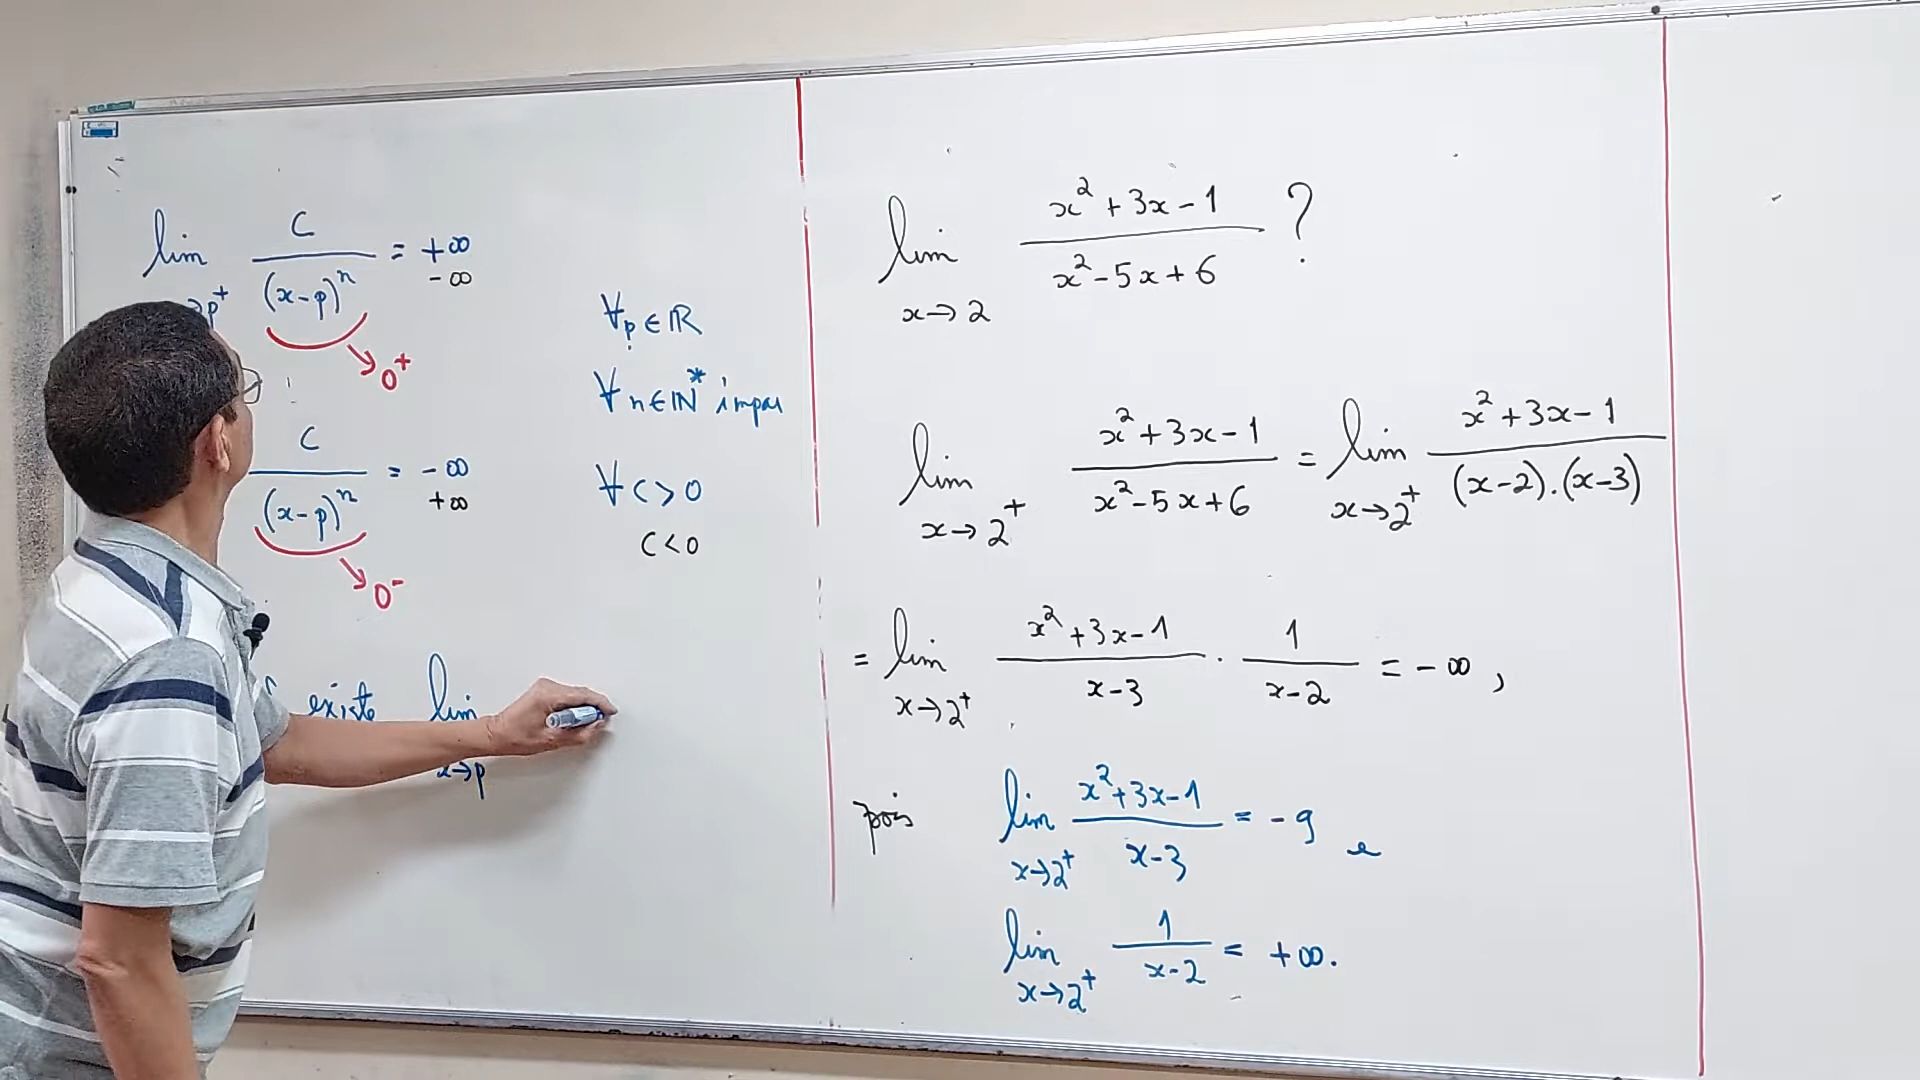 lim C/(x-p)^n = +∞
-∞
→p⁺
→ 0⁺
C/(x-p)^n = -∞
+∞
→ 0⁻
∀p∈ℝ
∀n∈ℕ* ímpar
∀C>0
C<0
existe lim
x→p
lim x→2 (x²+3x-1)/(x²-5x+6) ?
lim x→2⁺ (x²+3x-1)/(x²-5x+6) = lim x→2⁺ (x²+3x-1)/((x-2).(x-3))
= lim x→2⁺ (x²+3x-1)/(x-3) · 1/(x-2) = -∞,
pois lim x→2⁺ (x²+3x-1)/(x-3) = -9 e
lim x→2⁺ 1/(x-2) = +∞.